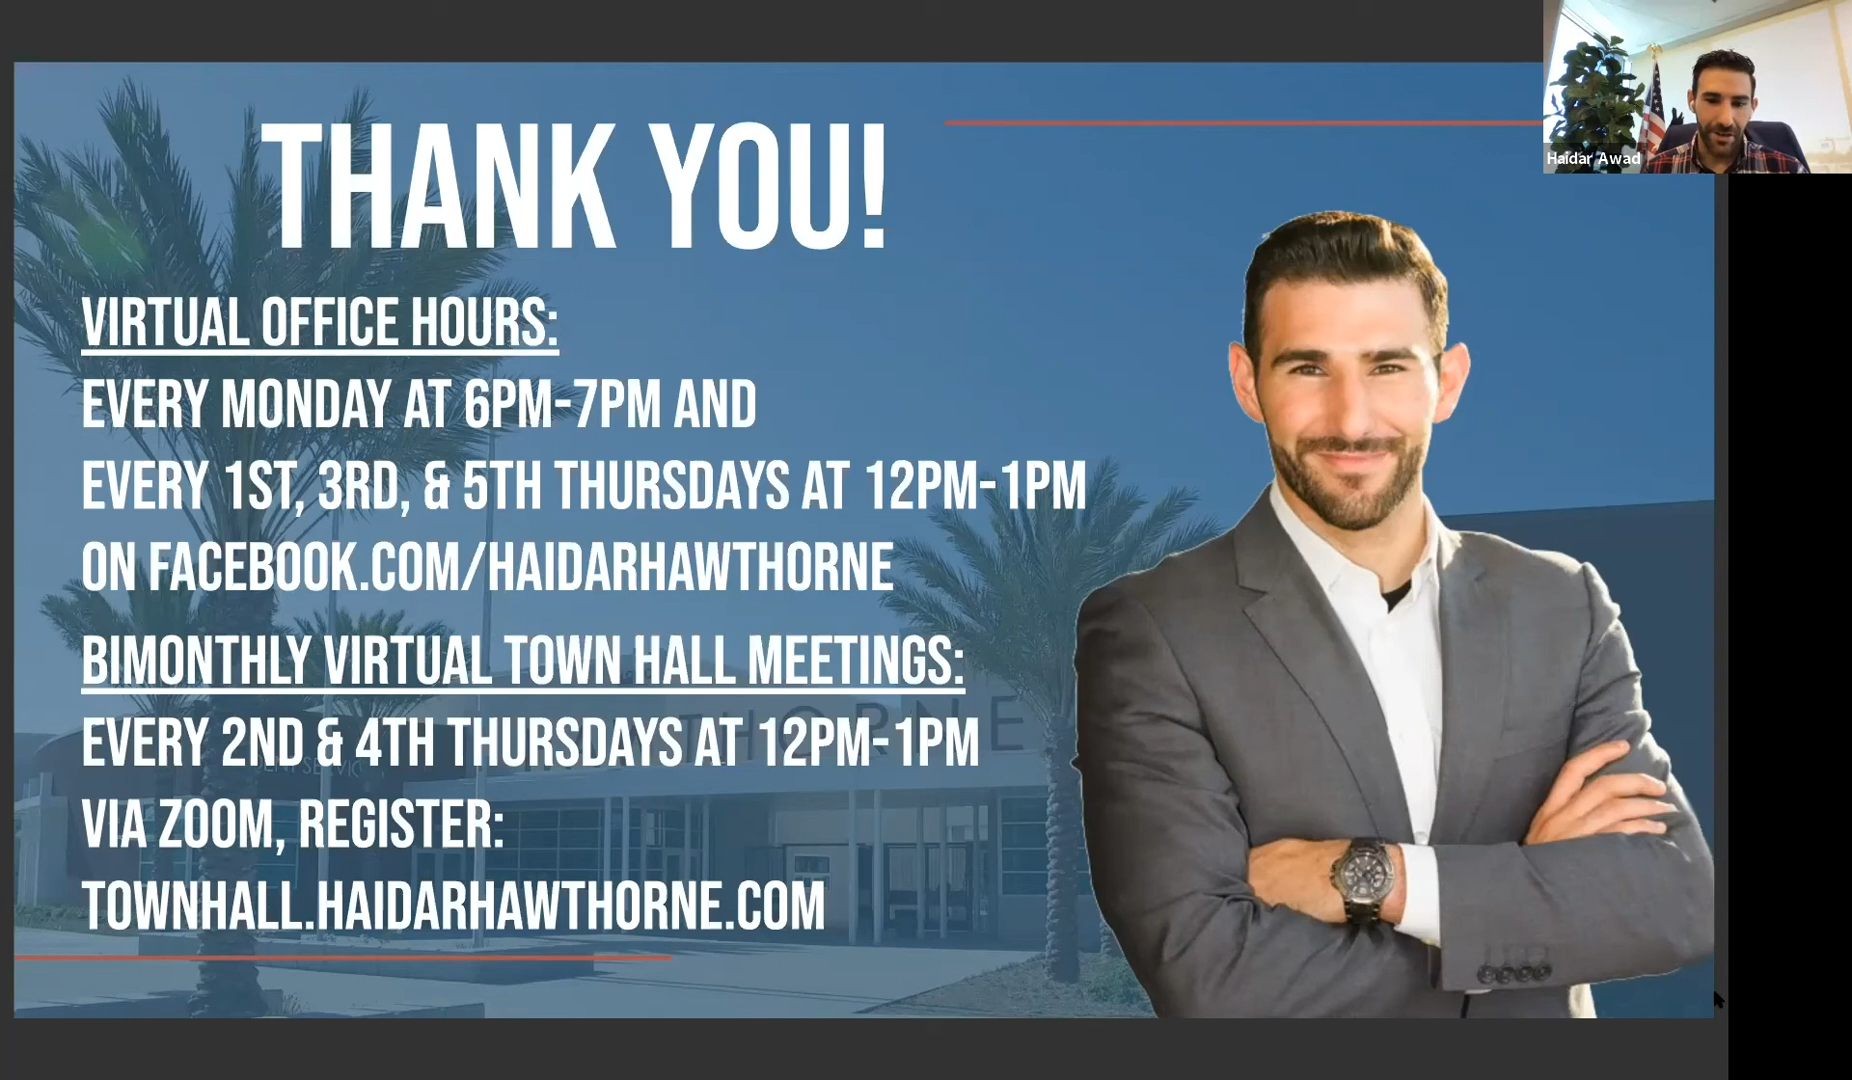 THANK YOU!
VIRTUAL OFFICE HOURS:
EVERY MONDAY AT 6PM-7PM AND
EVERY 1ST, 3RD, & 5TH THURSDAYS AT 12PM-1PM
ON FACEBOOK.COM/HAIDARHAWTHORNE
BIMONTHLY VIRTUAL TOWN HALL MEETINGS:
EVERY 2ND & 4TH THURSDAYS AT 12PM-1PM
VIA ZOOM, REGISTER:
TOWNHALL.HAIDARHAWTHORNE.COM
Haidar Awad